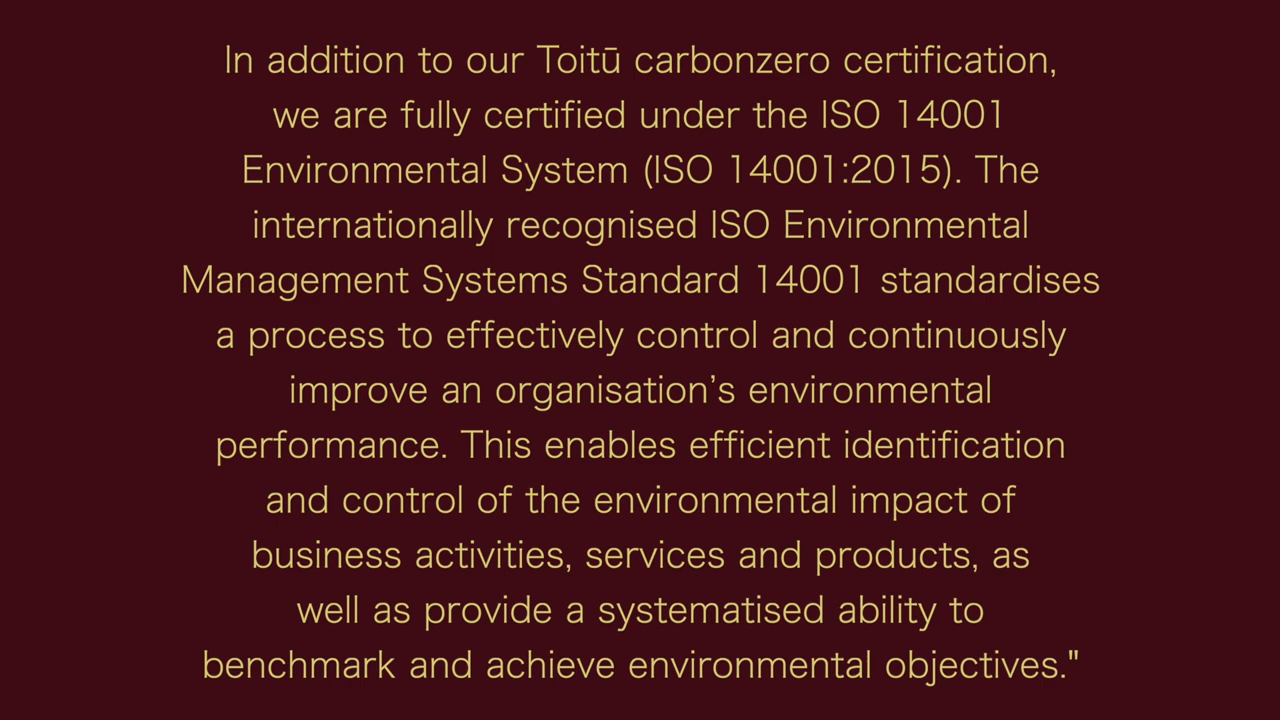 In addition to our Toitū carbonzero certification,
we are fully certified under the ISO 14001
Environmental System (ISO 14001:2015). The
internationally recognised ISO Environmental
Management Systems Standard 14001 standardises
a process to effectively control and continuously
improve an organisation’s environmental
performance. This enables efficient identification
and control of the environmental impact of
business activities, services and products, as
well as provide a systematised ability to
benchmark and achieve environmental objectives."